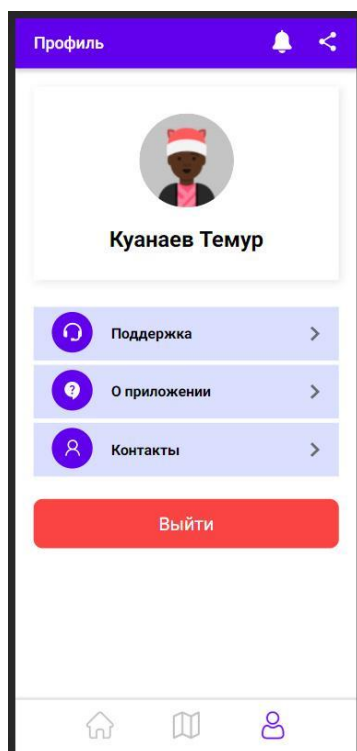 Профиль
Куанаев Темур
Поддержка
О приложении
Контакты
Выйти